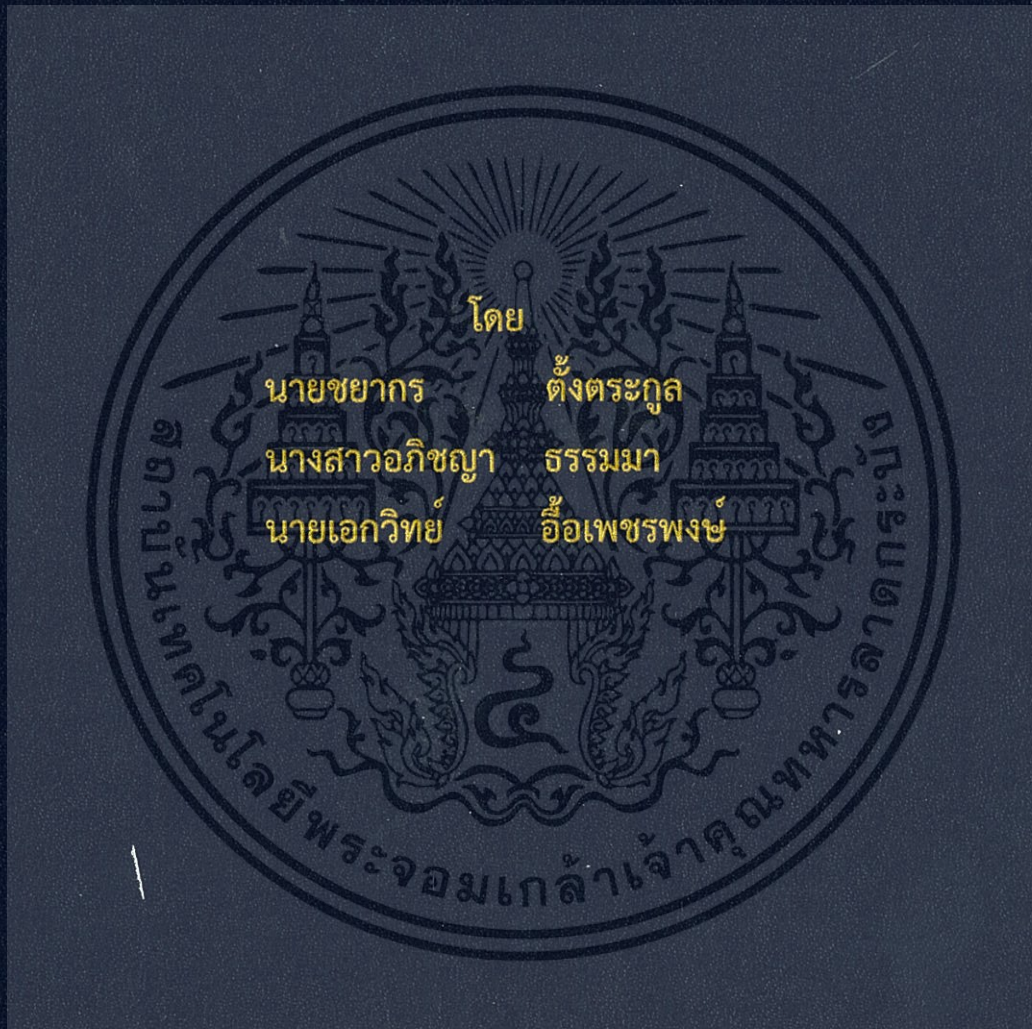 โดย
นายชยากร ตั้งตระกูล
นางสาวอภิชญา ธรรมมา
นายเอกวิทย์ อื้อเพชรพงษ์
๔
สถาบันเทคโนโลยีพระจอมเกล้าเจ้าคุณทหารลาดกระบัง